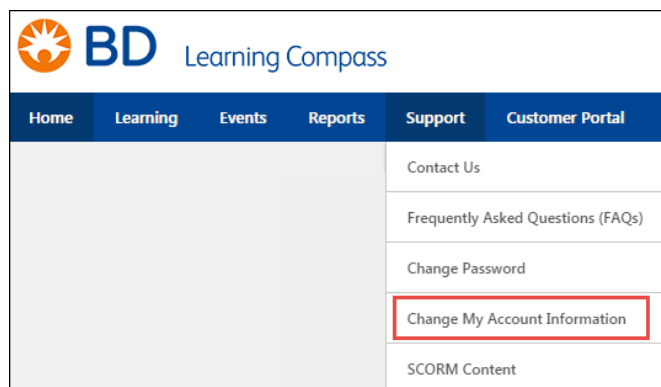 BD Learning Compass
Home Learning Events Reports Support Customer Portal
Contact Us
Frequently Asked Questions (FAQs)
Change Password
Change My Account Information
SCORM Content